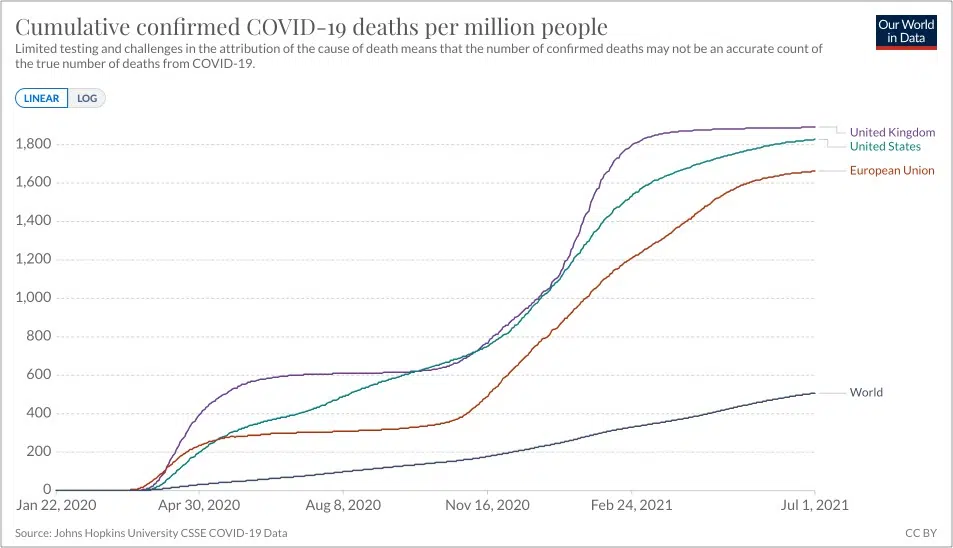 Cumulative confirmed COVID-19 deaths per million people
Limited testing and challenges in the attribution of the cause of death means that the number of confirmed deaths may not be an accurate count of
the true number of deaths from COVID-19.
Our World
in Data
LINEAR LOG
1,800
1,600
1,400
1,200
1,000
800
600
400
200
0
United Kingdom
United States
European Union
World
Jan 22, 2020 Apr 30, 2020 Aug 8, 2020 Nov 16, 2020 Feb 24, 2021 Jul 1, 2021
Source: Johns Hopkins University CSSE COVID-19 Data CC BY